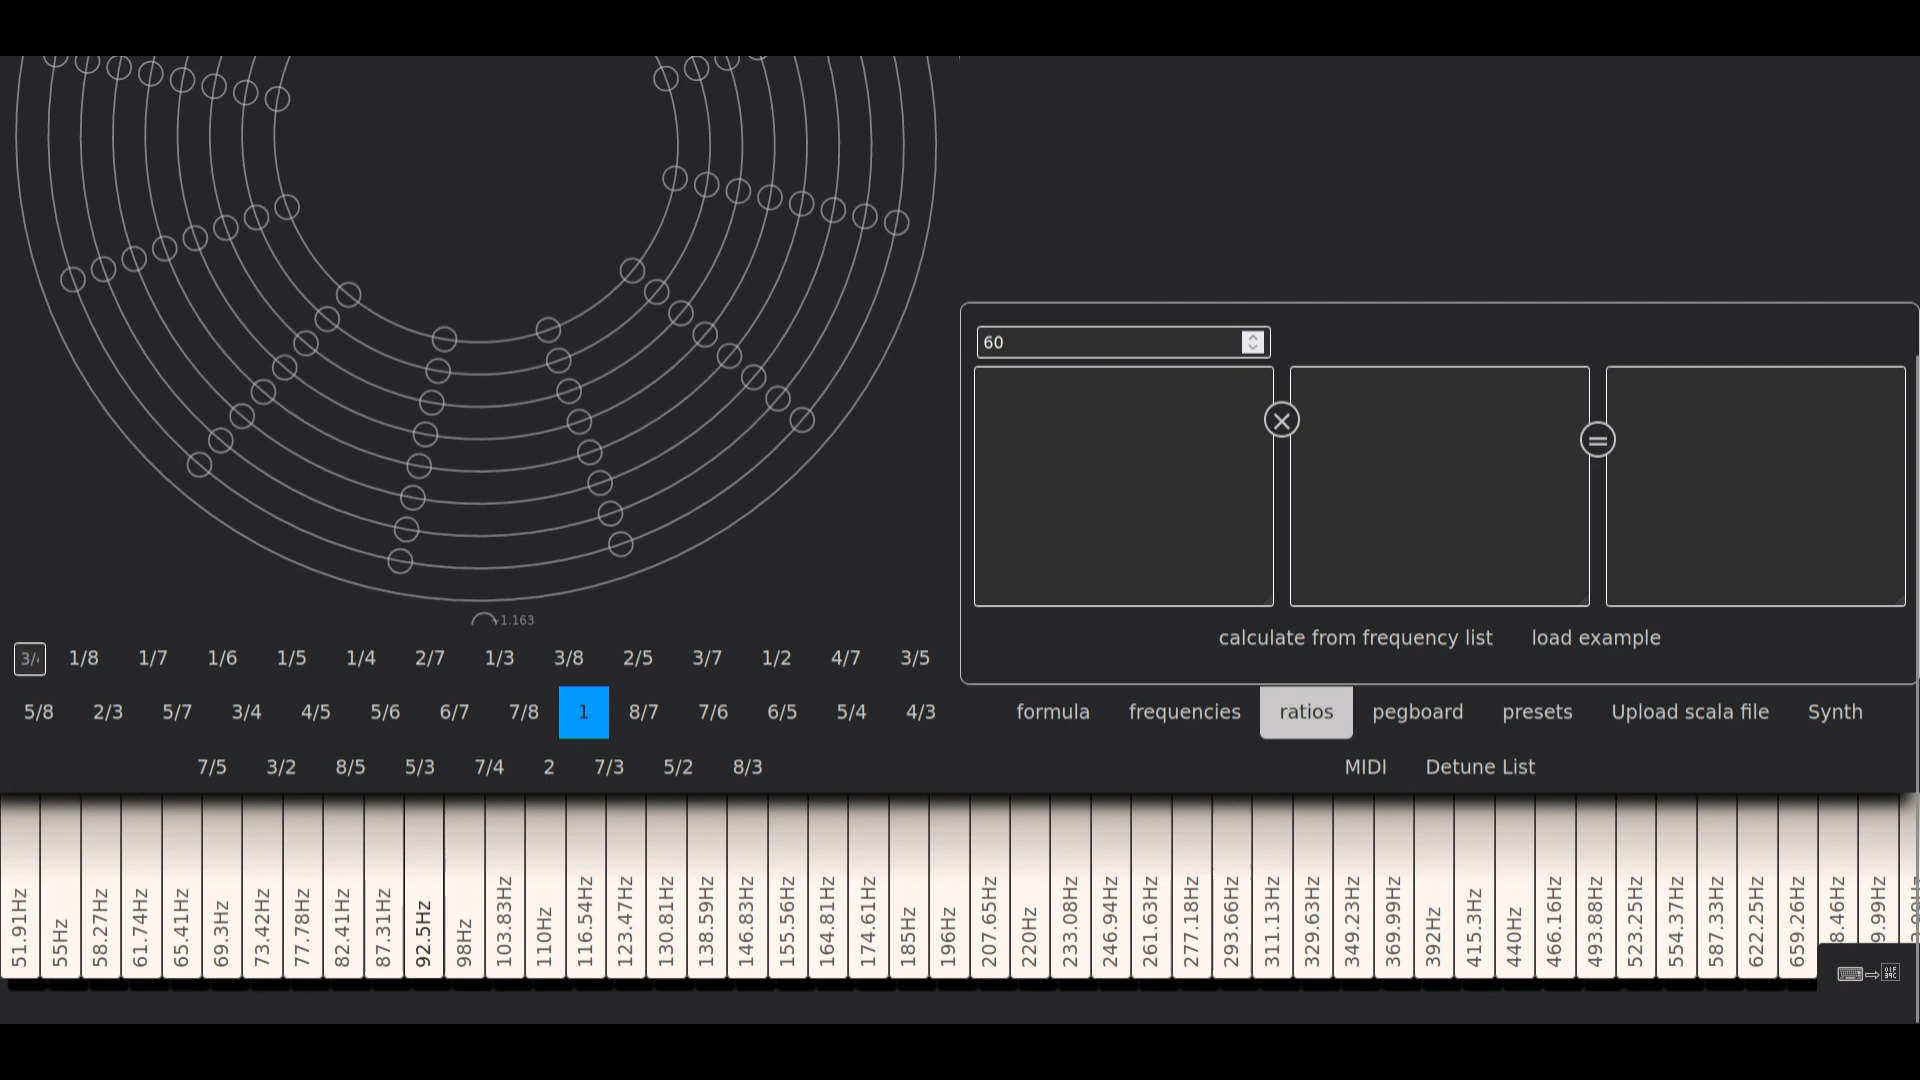 60
calculate from frequency list load example
+1.163
1/8 1/7 1/6 1/5 1/4 2/7 1/3 3/8 2/5 3/7 1/2 4/7 3/5
5/8 2/3 5/7 3/4 4/5 5/6 6/7 7/8 1 8/7 7/6 6/5 5/4 4/3
7/5 3/2 8/5 5/3 7/4 2 7/3 5/2 8/3
formula frequencies ratios pegboard presets Upload scala file Synth
MIDI Detune List
51.91Hz 55Hz 58.27Hz 61.74Hz 65.41Hz 69.3Hz 73.42Hz 77.78Hz 82.41Hz 87.31Hz 92.5Hz 98Hz 103.83Hz 110Hz 116.54Hz 123.47Hz 130.81Hz 138.59Hz 146.83Hz 155.56Hz 164.81Hz 174.61Hz 185Hz 196Hz 207.65Hz 220Hz 233.08Hz 246.94Hz 261.63Hz 277.18Hz 293.66Hz 311.13Hz 329.63Hz 349.23Hz 369.99Hz 392Hz 415.3Hz 440Hz 466.16Hz 493.88Hz 523.25Hz 554.37Hz 587.33Hz 622.25Hz 659.26Hz 8.46Hz 9.99Hz